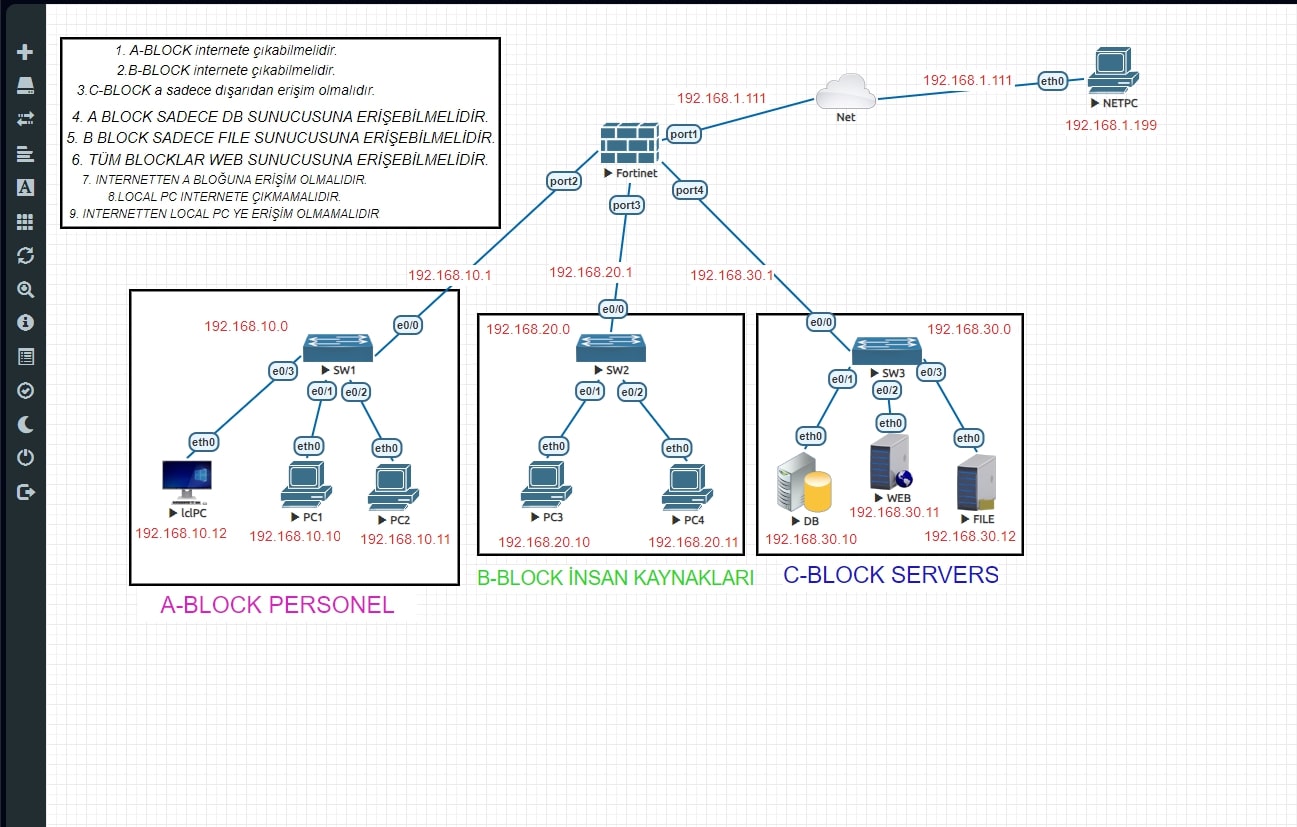 1. A-BLOCK internete çıkabilmelidir.
2.B-BLOCK internete çıkabilmelidir.
3.C-BLOCK a sadece dışarıdan erişim olmalıdır.
4. A BLOCK SADECE DB SUNUCUSUNA ERİŞEBİLMELİDİR.
5. B BLOCK SADECE FILE SUNUCUSUNA ERİŞEBİLMELİDİR.
6. TÜM BLOCKLAR WEB SUNUCUSUNA ERİŞEBİLMELİDİR.
7. INTERNETTEN A BLOĞUNA ERİŞİM OLMALIDIR.
8.LOCAL PC INTERNETE ÇIKMAMALIDIR.
9. INTERNETTEN LOCAL PC YE ERİŞİM OLMAMALIDIR
A
192.168.1.111
Net
192.168.1.111
eth0
NETPC
192.168.1.199
port1
Fortinet
port2
port3
port4
192.168.10.1
192.168.20.1
192.168.30.1
192.168.10.0
e0/0
SW1
e0/3
e0/1
e0/2
eth0
eth0
eth0
lclPC
PC1
PC2
192.168.10.12
192.168.10.10
192.168.10.11
A-BLOCK PERSONEL
e0/0
192.168.20.0
SW2
e0/1
e0/2
eth0
eth0
PC3
PC4
192.168.20.10
192.168.20.11
B-BLOCK İNSAN KAYNAKLARI
e0/0
192.168.30.0
SW3
e0/1
e0/2
e0/3
eth0
eth0
eth0
DB
WEB
FILE
192.168.30.10
192.168.30.11
192.168.30.12
C-BLOCK SERVERS